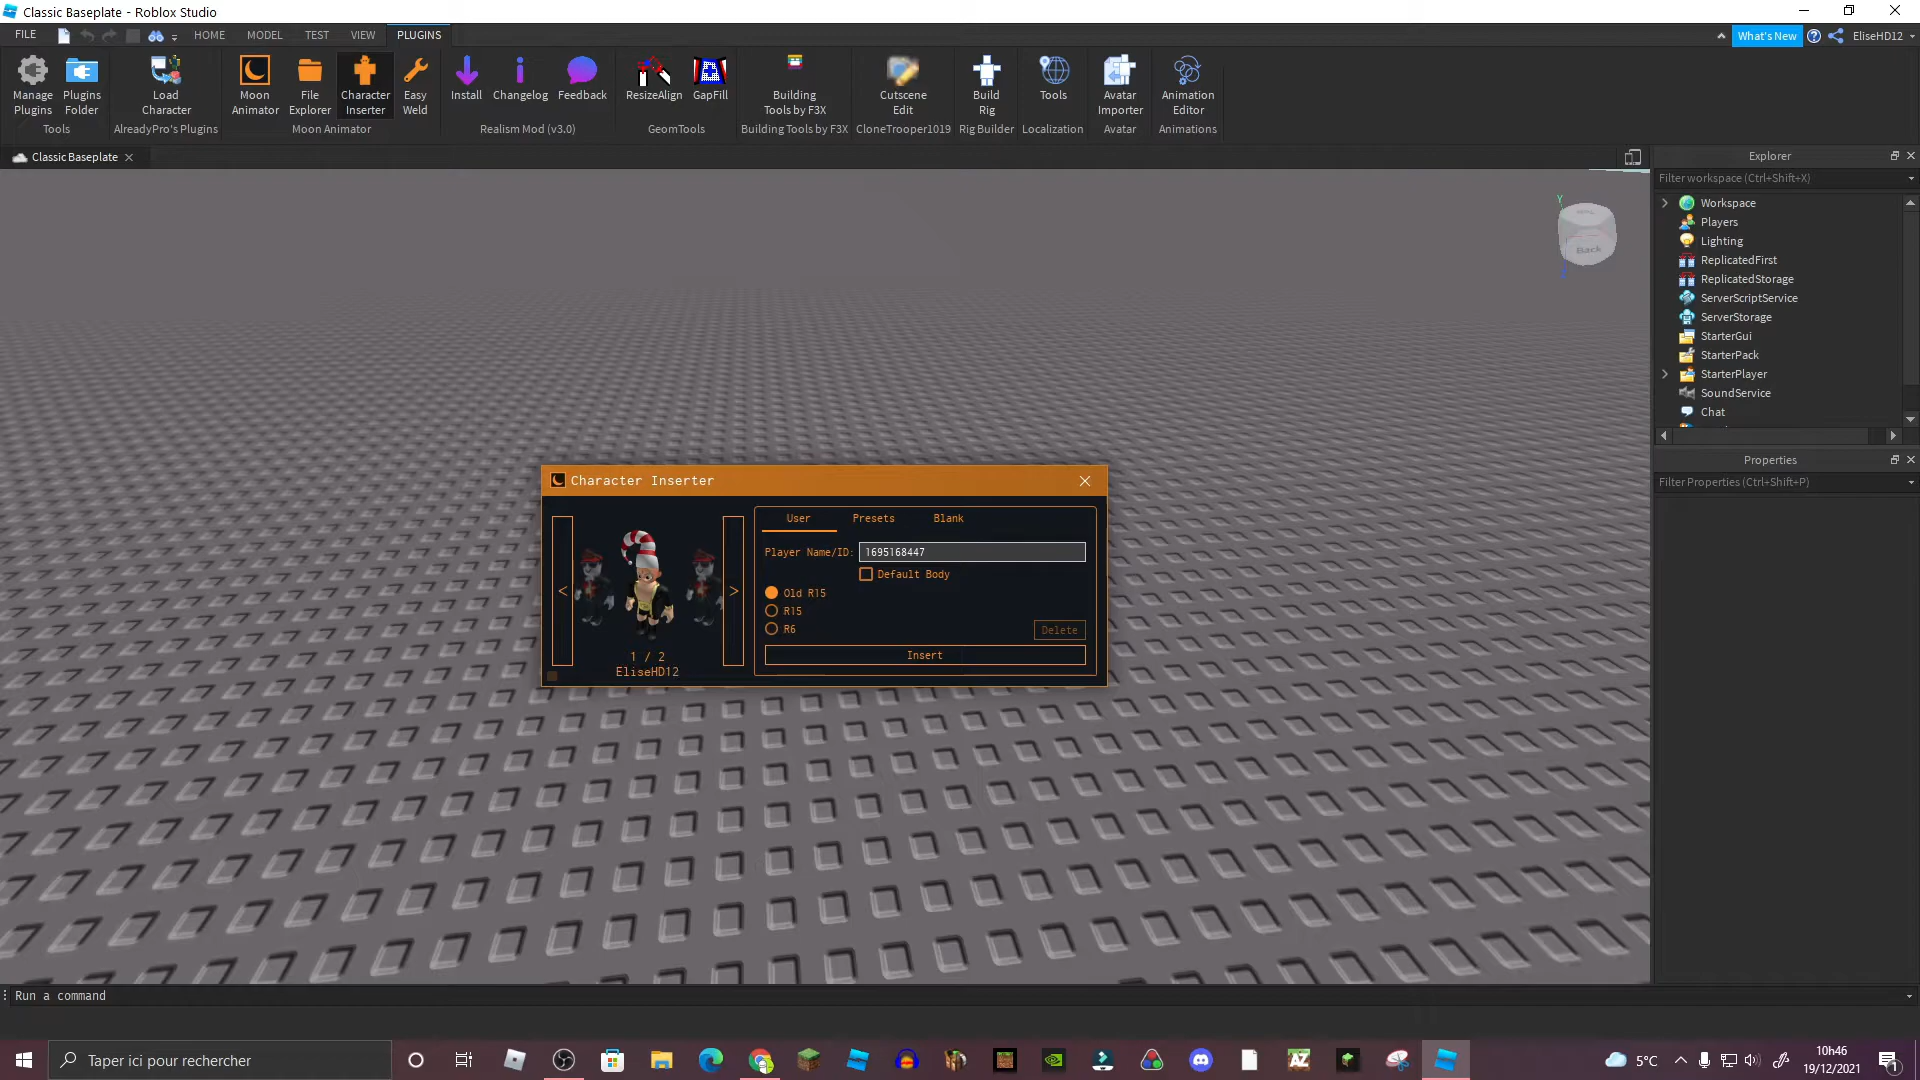 Classic Baseplate - Roblox Studio
FILE HOME MODEL TEST VIEW PLUGINS What's New EliseHD12
Manage Plugins
Plugins Folder
Tools
Load Character
AlreadyPro's Plugins
Moon Animator
File Explorer
Character Inserter
Easy Weld
Moon Animator
Install
Changelog
Feedback
Realism Mod (v3.0)
ResizeAlign
GapFill
GeomTools
Building Tools by F3X
Building Tools by F3X
Cutscene Edit
CloneTrooper1019
Build Rig
Rig Builder
Tools
Localization
Avatar Importer
Avatar
Animation Editor
Animations
Classic Baseplate
Explorer
Filter workspace (Ctrl+Shift+X)
Workspace
Players
Lighting
ReplicatedFirst
ReplicatedStorage
ServerScriptService
ServerStorage
StarterGui
StarterPack
StarterPlayer
SoundService
Chat
Properties
Filter Properties (Ctrl+Shift+P)
Y
Back
Z
Character Inserter
User Presets Blank
Player Name/ID: 1695168447
Default Body
Old R15
R15
R6
Delete
Insert
<
>
1 / 2
EliseHD12
Run a command
Taper ici pour rechercher
AZ
5°C
10h46
19/12/2021
1